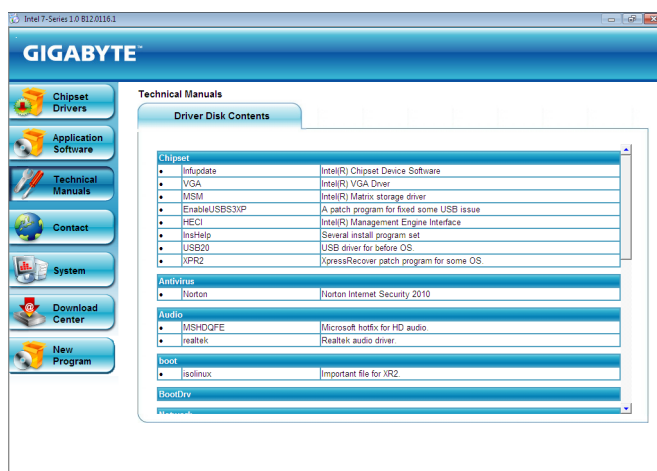 Intel 7-Series 1.0 B12.0116.1
GIGABYTE™
Chipset
Drivers
Application
Software
Technical
Manuals
Contact
System
Download
Center
New
Program
Technical Manuals
Driver Disk Contents
Chipset
• Infupdate Intel(R) Chipset Device Software
• VGA Intel(R) VGA Driver
• MSM Intel(R) Matrix storage driver
• EnableUSBS3XP A patch program for fixed some USB issue
• HECI Intel(R) Management Engine Interface
• InsHelp Several install program set
• USB20 USB driver for before OS.
• XPR2 XpressRecover patch program for some OS.
Antivirus
• Norton Norton Internet Security 2010
Audio
• MSHDQFE Microsoft hotfix for HD audio.
• realtek Realtek audio driver.
boot
• isolinux Important file for XR2.
BootDrv
Network